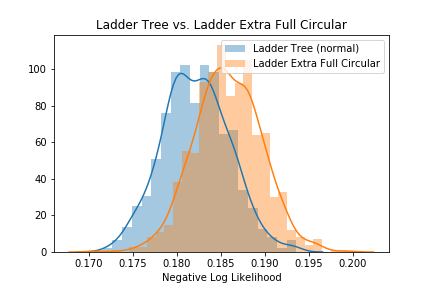 Ladder Tree vs. Ladder Extra Full Circular
Ladder Tree (normal)
Ladder Extra Full Circular
100
80
60
40
20
0
0.170 0.175 0.180 0.185 0.190 0.195 0.200
Negative Log Likelihood